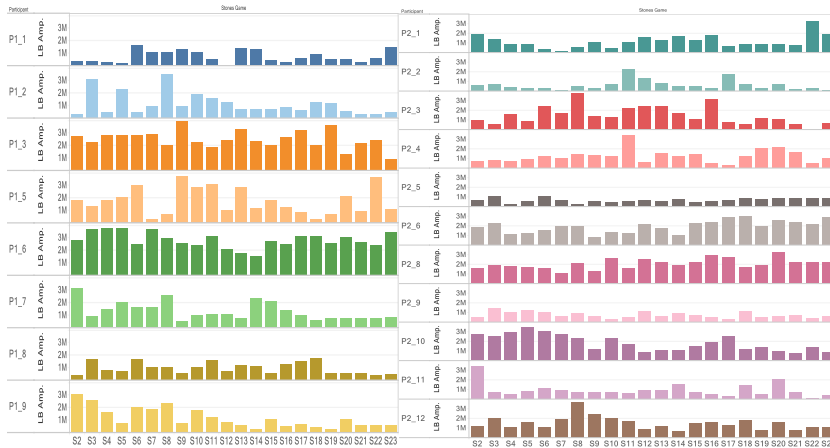 Participant
Stones Game
P1_1
LB Amp.
3M
2M
1M
P1_2
LB Amp.
3M
2M
1M
P1_3
LB Amp.
3M
2M
1M
P1_5
LB Amp.
3M
2M
1M
P1_6
LB Amp.
3M
2M
1M
P1_7
LB Amp.
3M
2M
1M
P1_8
LB Amp.
3M
2M
1M
P1_9
LB Amp.
3M
2M
1M
S2 S3 S4 S5 S6 S7 S8 S9 S10 S11 S12 S13 S14 S15 S16 S17 S18 S19 S20 S21 S22 S23
Participant
Stones Game
P2_1
LB Amp.
3M
2M
1M
P2_2
LB Amp.
3M
2M
1M
P2_3
LB Amp.
3M
2M
1M
P2_4
LB Amp.
3M
2M
1M
P2_5
LB Amp.
3M
2M
1M
P2_6
LB Amp.
3M
2M
1M
P2_8
LB Amp.
3M
2M
1M
P2_9
LB Amp.
3M
2M
1M
P2_10
LB Amp.
3M
2M
1M
P2_11
LB Amp.
3M
2M
1M
P2_12
LB Amp.
3M
2M
1M
S2 S3 S4 S5 S6 S7 S8 S9 S10 S11 S12 S13 S14 S15 S16 S17 S18 S19 S20 S21 S22